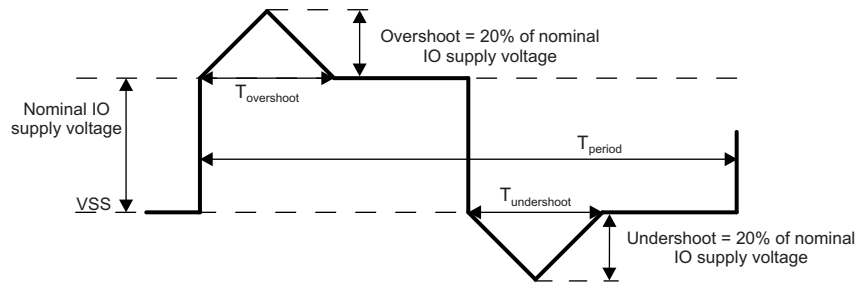 Overshoot = 20% of nominal
IO supply voltage
Nominal IO
supply voltage
Tovershoot
Tperiod
VSS
Tundershoot
Undershoot = 20% of nominal
IO supply voltage